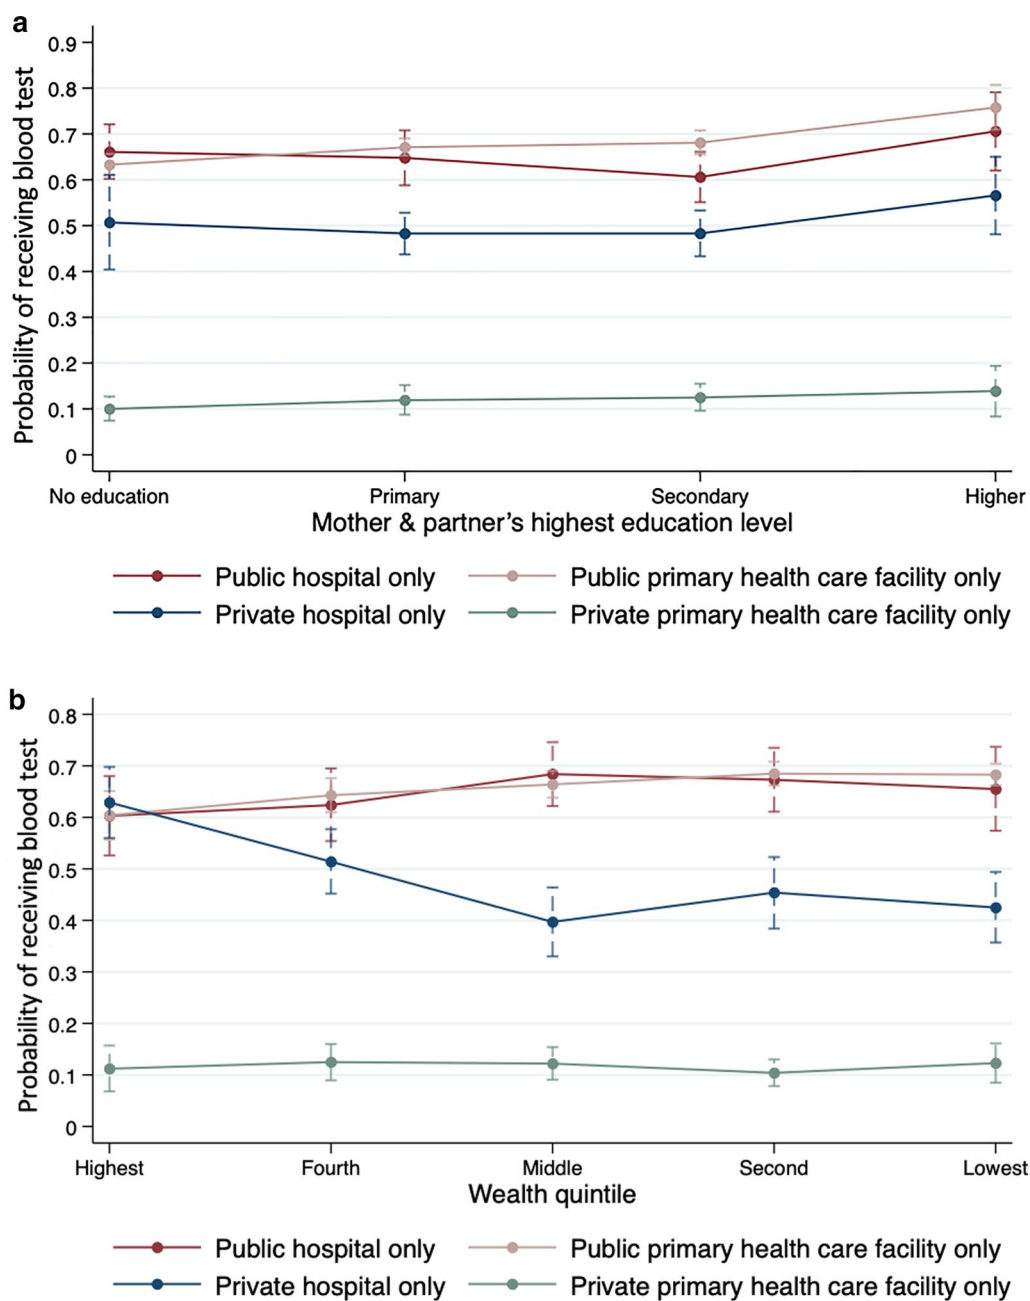 a
Probability of receiving blood test
0.9
0.8
0.7
0.6
0.5
0.4
0.3
0.2
0.1
0
No education Primary Secondary Higher
Mother & partner's highest education level
Public hospital only Public primary health care facility only
Private hospital only Private primary health care facility only
b
Probability of receiving blood test
0.8
0.7
0.6
0.5
0.4
0.3
0.2
0.1
0
Highest Fourth Middle Second Lowest
Wealth quintile
Public hospital only Public primary health care facility only
Private hospital only Private primary health care facility only